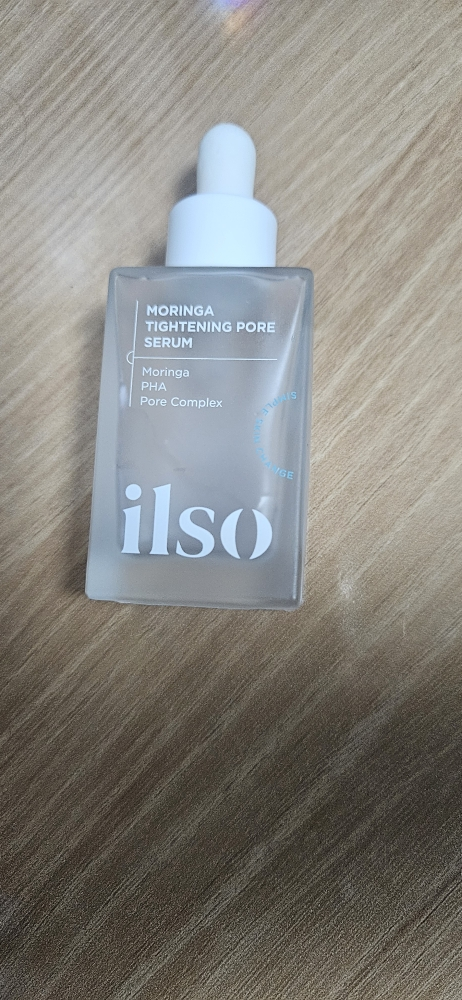 MORINGA
TIGHTENING PORE
SERUM
Moringa
PHA
Pore Complex
ilso